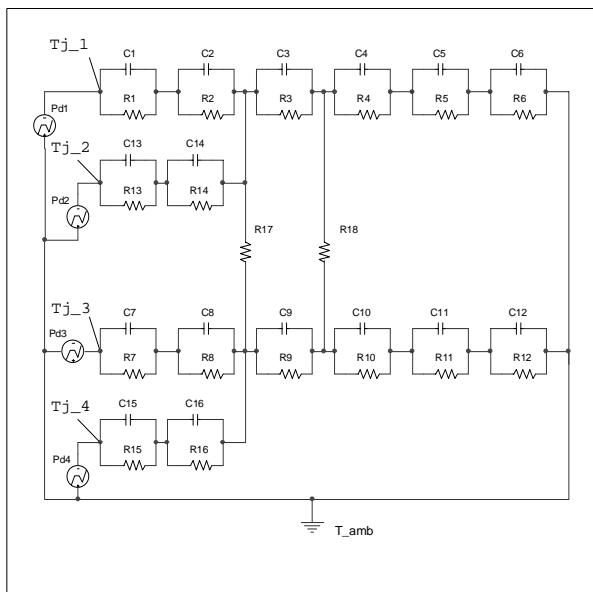 Tj_1
C1 C2 C3 C4 C5 C6
R1 R2 R3 R4 R5 R6
Pd1
Tj_2
C13 C14
R13 R14
Pd2
R17 R18
Tj_3
C7 C8 C9 C10 C11 C12
Pd3
R7 R8 R9 R10 R11 R12
Tj_4
C15 C16
R15 R16
Pd4
T_amb